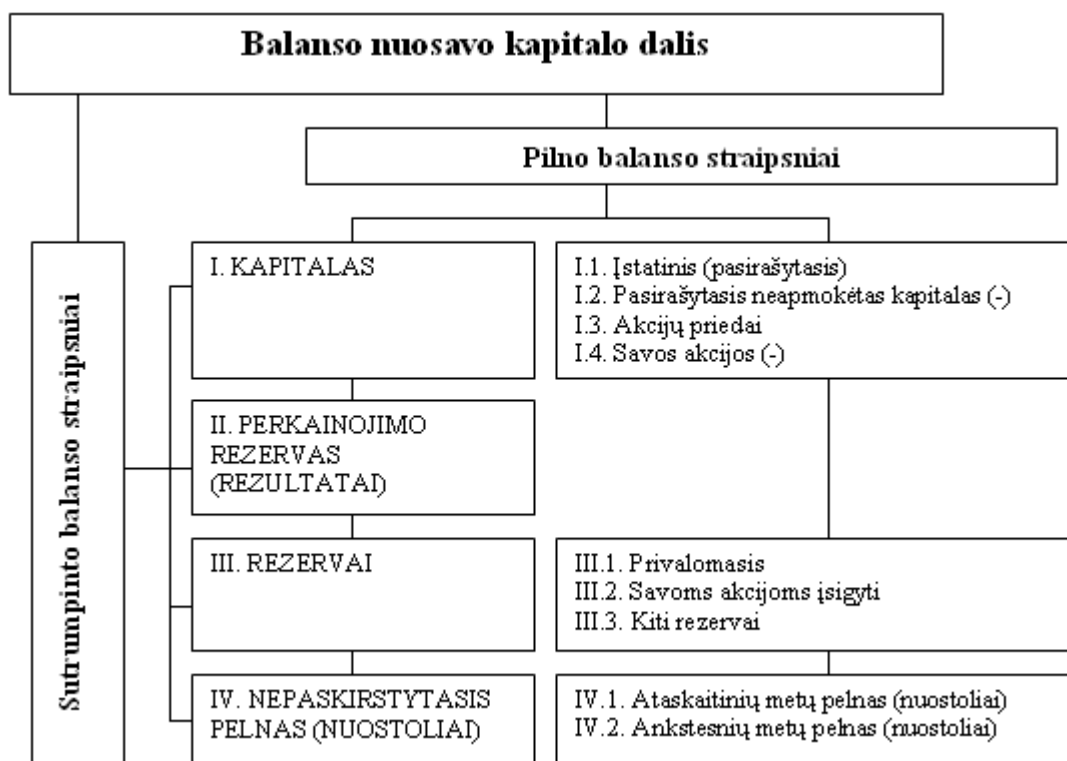 Balanso nuosavo kapitalo dalis
Pilno balanso straipsniai
Sutrumpinto balanso straipsniai
I. KAPITALAS
I.1. Įstatinis (pasirašytasis)
I.2. Pasirašytasis neapmokėtas kapitalas (-)
I.3. Akcijų priedai
I.4. Savos akcijos (-)
II. PERKAINOJIMO
REZERVAS
(REZULTATAI)
III. REZERVAI
III.1. Privalomasis
III.2. Savoms akcijoms įsigyti
III.3. Kiti rezervai
IV. NEPASKIRSTYTASIS
PELNAS (NUOSTOLIAI)
IV.1. Ataskaitinių metų pelnas (nuostoliai)
IV.2. Ankstesnių metų pelnas (nuostoliai)